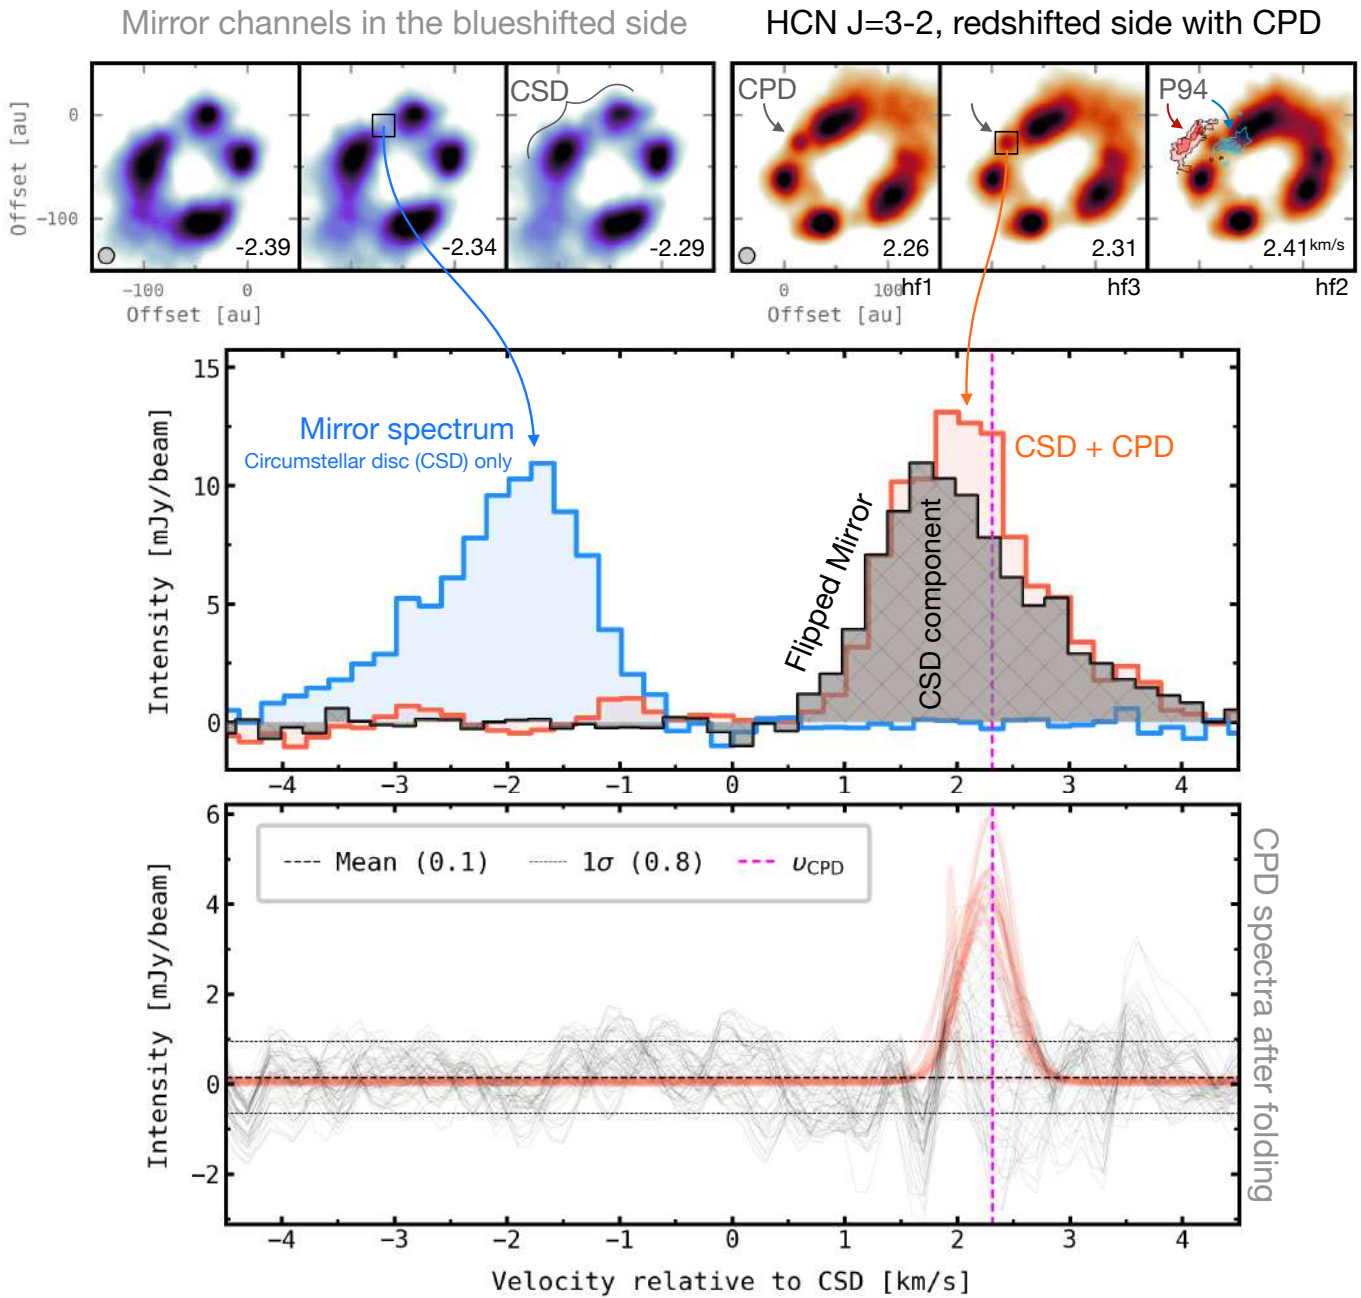 Mirror channels in the blueshifted side
HCN J=3-2, redshifted side with CPD
CSD
CPD
P94
Offset [au]
0
−100
-2.39
-2.34
-2.29
2.26
2.31
2.41 km/s
hf1
hf3
hf2
−100
0
0
100
Offset [au]
Offset [au]
15
10
5
0
Intensity [mJy/beam]
Mirror spectrum
Circumstellar disc (CSD) only
CSD + CPD
Flipped Mirror
CSD component
−4
−3
−2
−1
0
1
2
3
4
6
4
2
0
−2
Intensity [mJy/beam]
Mean (0.1)
1σ (0.8)
υCPD
CPD spectra after folding
−4
−3
−2
−1
0
1
2
3
4
Velocity relative to CSD [km/s]